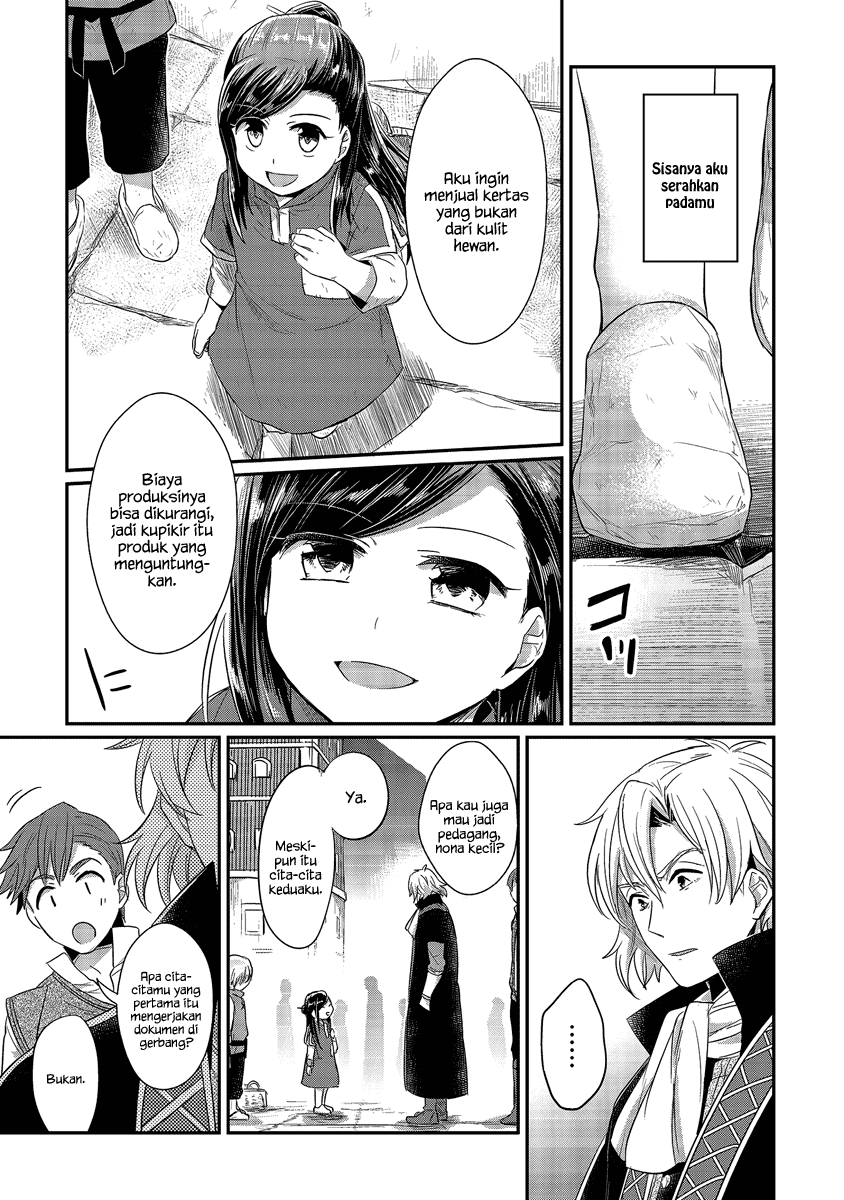 Sisanya aku
serahkan
padamu
コツ
Aku ingin
menjual kertas
yang bukan
dari kulit
hewan.
Biaya
produksinya
bisa dikurangi,
jadi kupikir itu
produk yang
menguntung-
kan.
ニ
.......
Apa kau juga
mau jadi
pedagang,
nona kecil?
Ya.
Meski-
pun itu
cita-cita
keduaku.
Apa cita-
citamu yang
pertama itu
mengerjakan
dokumen di
gerbang?
Bukan.